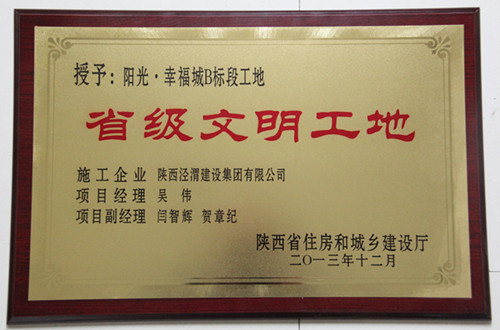 授予：阳光·幸福城B标段工地
省级文明工地
施工企业 陕西泾渭建设集团有限公司
项目经理 吴 伟
项目副经理 闫智辉 贺章纪
陕西省住房和城乡建设厅
二〇一三年十二月